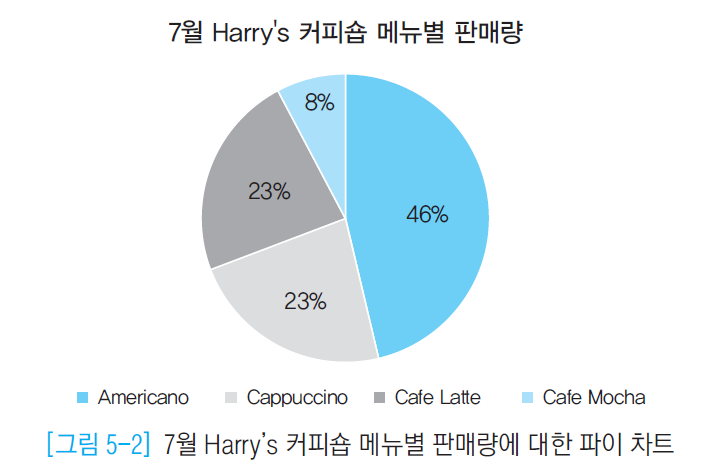 7월 Harry's 커피숍 메뉴별 판매량
8%
23%
46%
23%
Americano Cappuccino Cafe Latte Cafe Mocha
[그림 5-2] 7월 Harry’s 커피숍 메뉴별 판매량에 대한 파이 차트